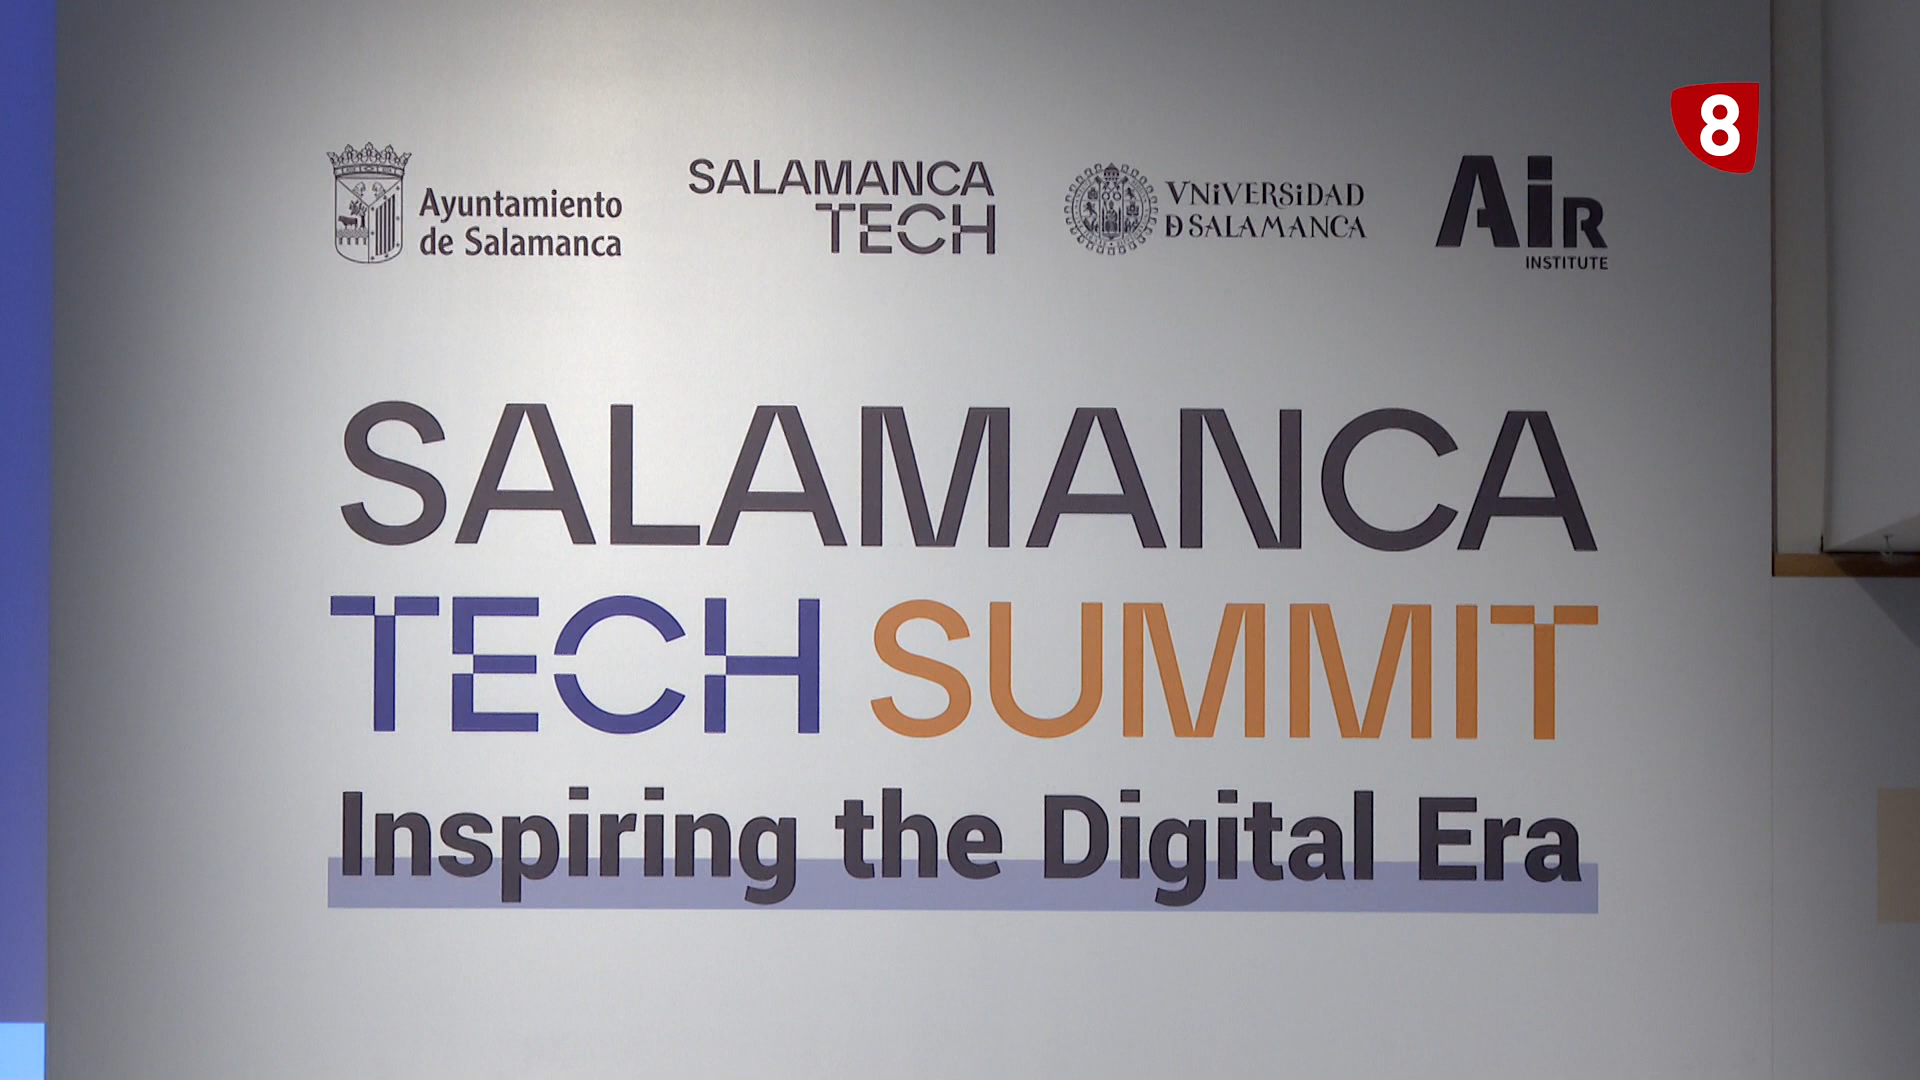 8
Ayuntamiento
de Salamanca
SALAMANCA
TECH
VNiVERSiDAD
Ð SALAMANCA
AiR
INSTITUTE
SALAMANCA
TECH SUMMIT
Inspiring the Digital Era